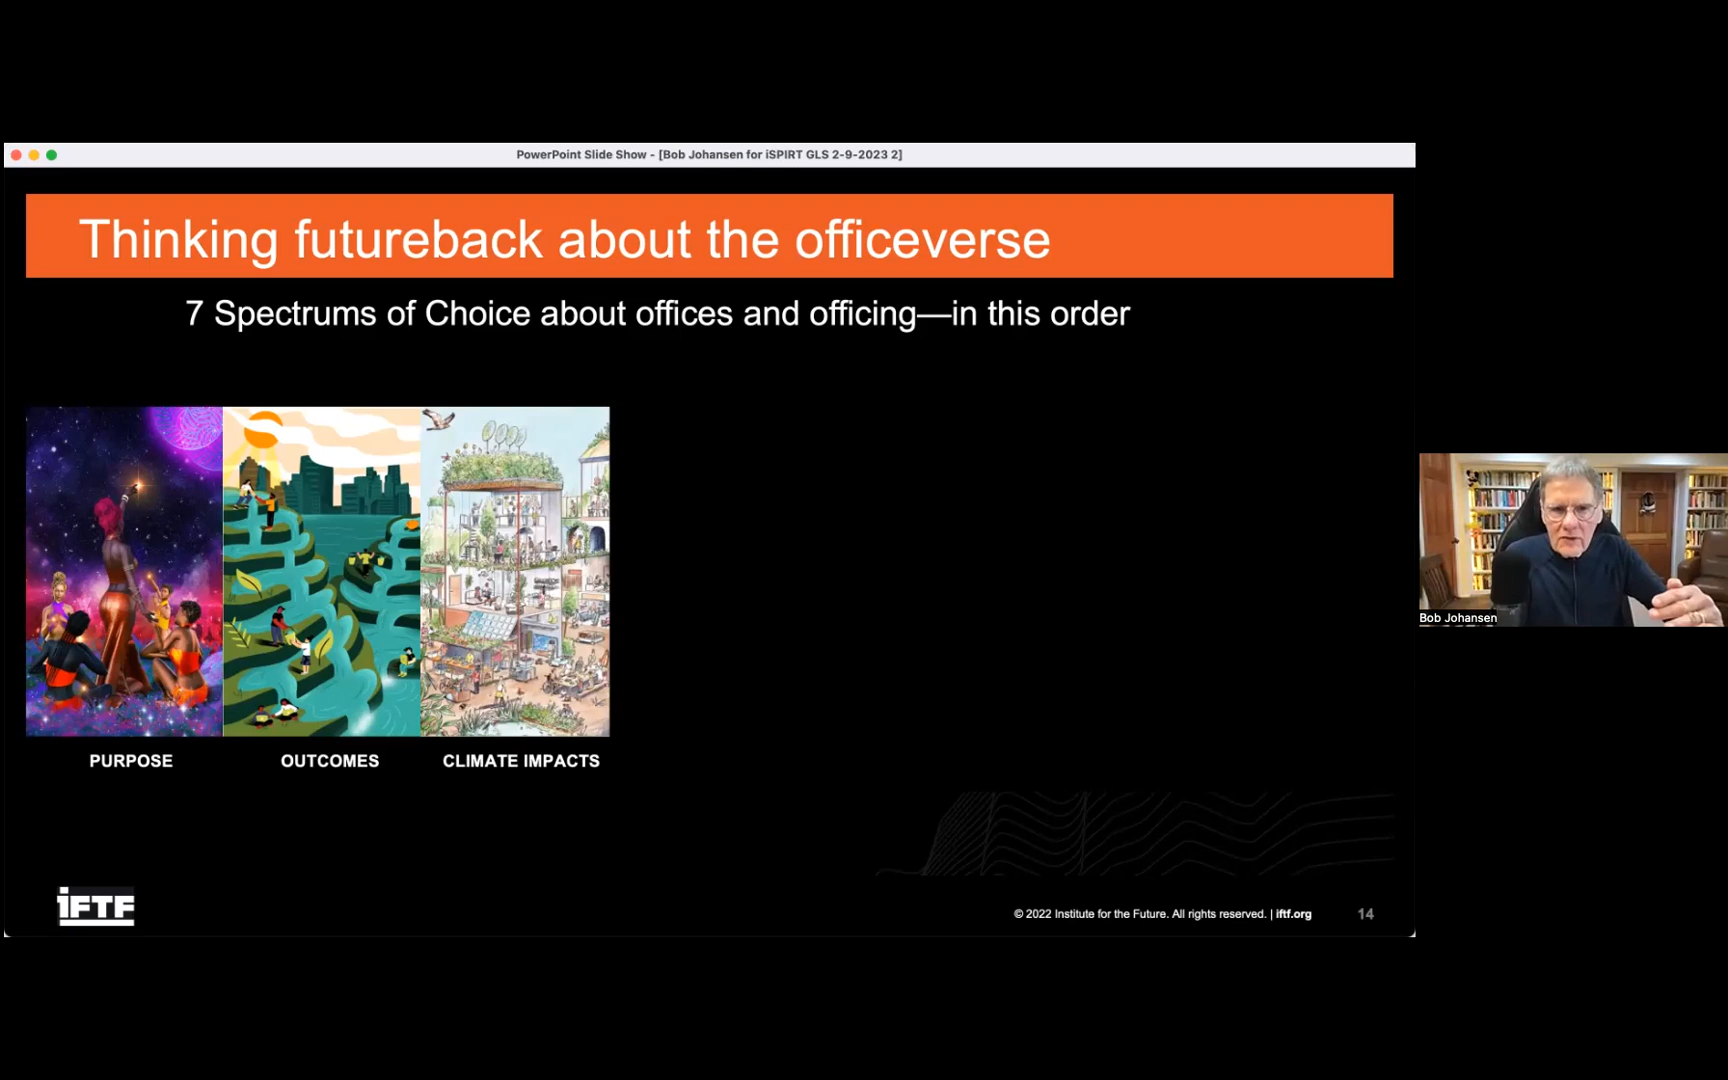 PowerPoint Slide Show - [Bob Johansen for iSPIRT GLS 2-9-2023 2]
Thinking futureback about the officeverse
7 Spectrums of Choice about offices and officing—in this order
PURPOSE
OUTCOMES
CLIMATE IMPACTS
Bob Johansen
IFTF
© 2022 Institute for the Future. All rights reserved. | iftf.org
14